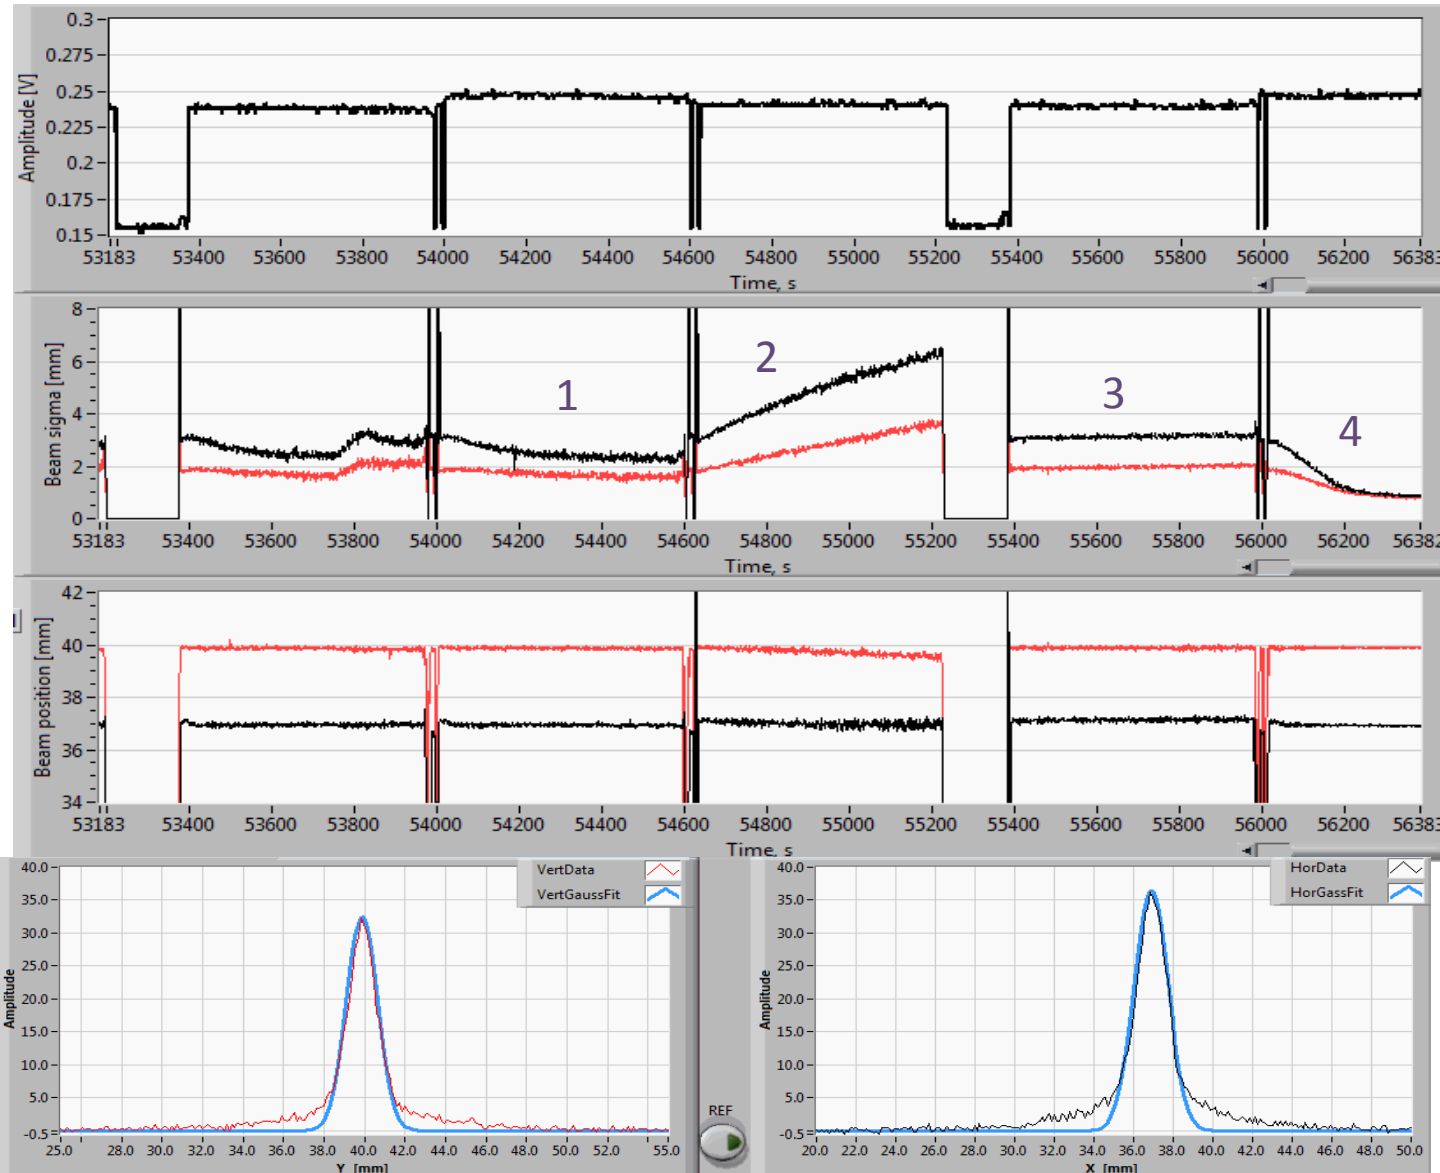 0.3
0.275
0.25
0.225
0.2
0.175
0.15
Amplitude [V]
53183 53400 53600 53800 54000 54200 54400 54600 54800 55000 55200 55400 55600 55800 56000 56200 56383
Time, s
8
6
4
2
0
Beam sigma [mm]
1
2
3
4
53183 53400 53600 53800 54000 54200 54400 54600 54800 55000 55200 55400 55600 55800 56000 56200 56382
Time, s
42
40
38
36
34
Beam position [mm]
53183 53400 53600 53800 54000 54200 54400 54600 54800 55000 55200 55400 55600 55800 56000 56200 56383
Time, s
VertData
VertGaussFit
40.0
35.0
30.0
25.0
20.0
15.0
10.0
5.0
-0.5
Amplitude
25.0 28.0 30.0 32.0 34.0 36.0 38.0 40.0 42.0 44.0 46.0 48.0 50.0 52.0 55.0
Y [mm]
REF
HorData
HorGassFit
40.0
35.0
30.0
25.0
20.0
15.0
10.0
5.0
-0.5
Amplitude
20.0 22.0 24.0 26.0 28.0 30.0 32.0 34.0 36.0 38.0 40.0 42.0 44.0 46.0 48.0 50.0
X [mm]